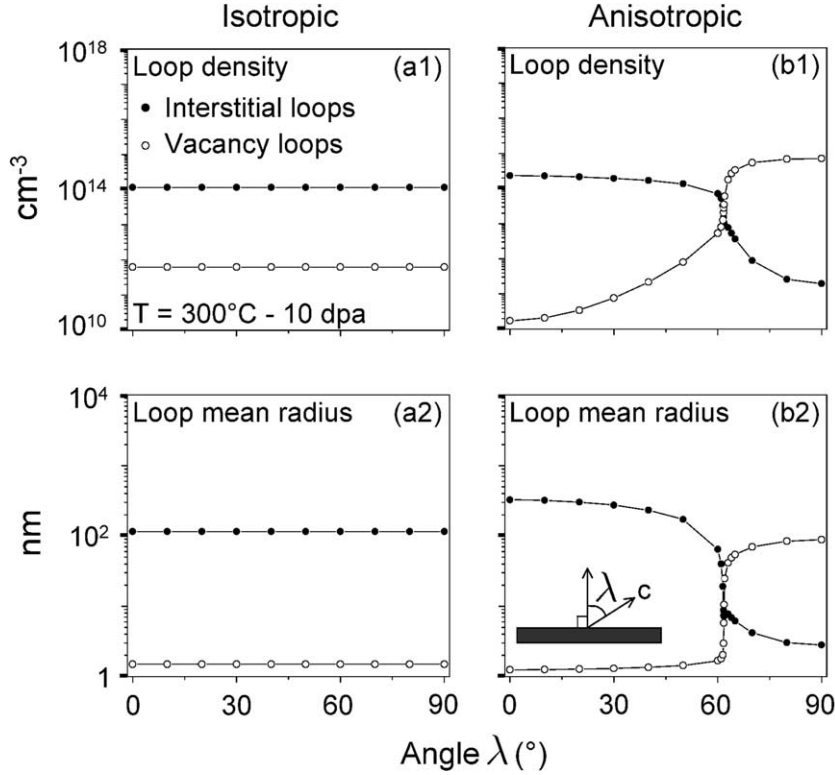 Isotropic
Anisotropic
10^18
Loop density (a1)
Interstitial loops
Vacancy loops
Loop density (b1)
cm^-3
10^14
T = 300°C - 10 dpa
10^10
10^4
Loop mean radius (a2)
Loop mean radius (b2)
nm
10^2
λ
c
1
0 30 60 90
0 30 60 90
Angle λ (°)